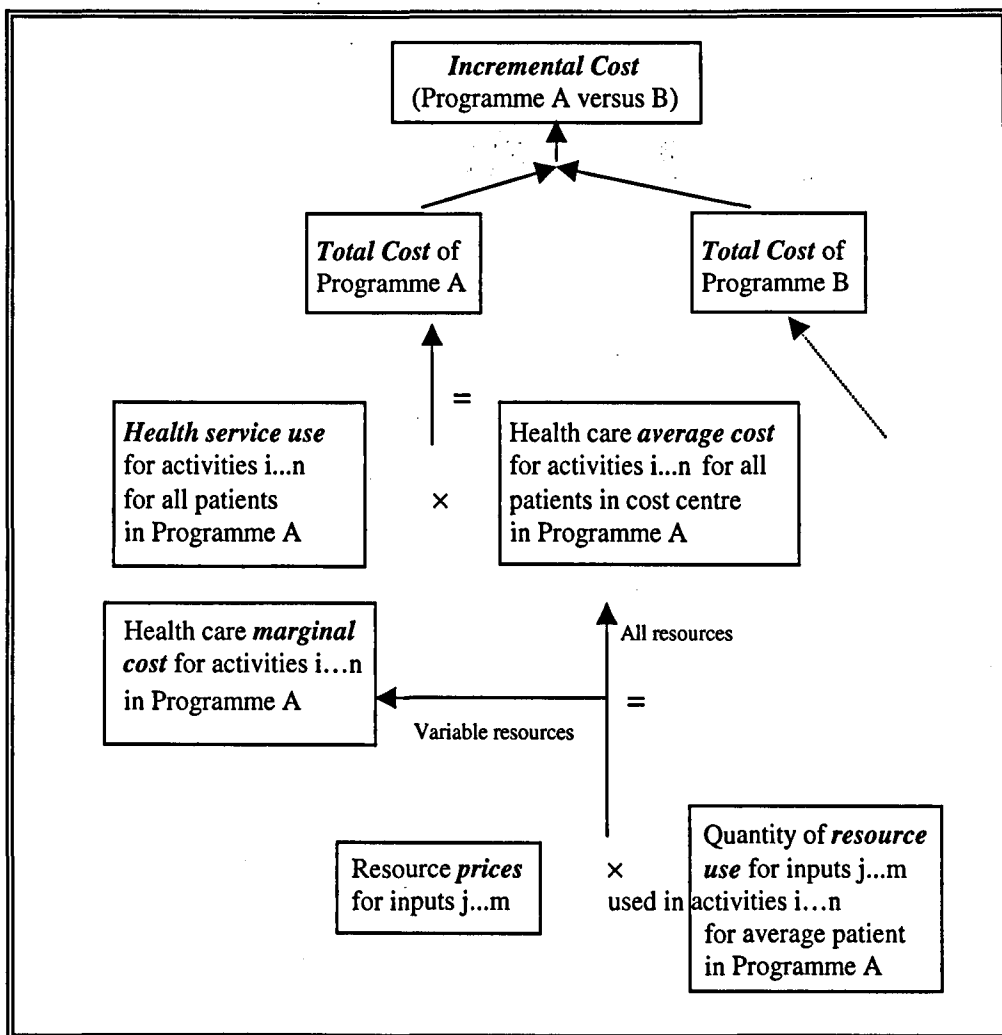 Incremental Cost
(Programme A versus B)
Total Cost of
Programme A
Total Cost of
Programme B
=
Health service use
for activities i...n
for all patients
in Programme A
×
Health care average cost
for activities i...n for all
patients in cost centre
in Programme A
Health care marginal
cost for activities i...n
in Programme A
All resources
Variable resources
=
Resource prices
for inputs j...m
×
Quantity of resource
use for inputs j...m
used in activities i...n
for average patient
in Programme A